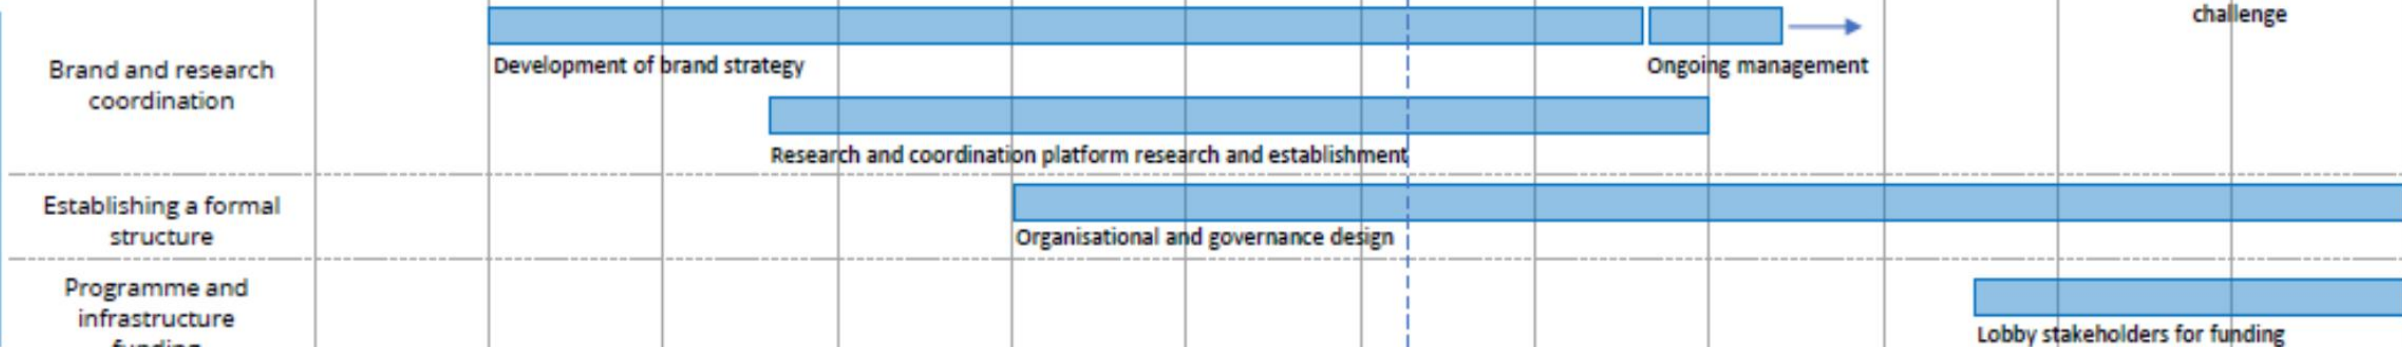 challenge
Brand and research
coordination
Development of brand strategy
Ongoing management
Research and coordination platform research and establishment
Establishing a formal
structure
Organisational and governance design
Programme and
infrastructure
funding
Lobby stakeholders for funding